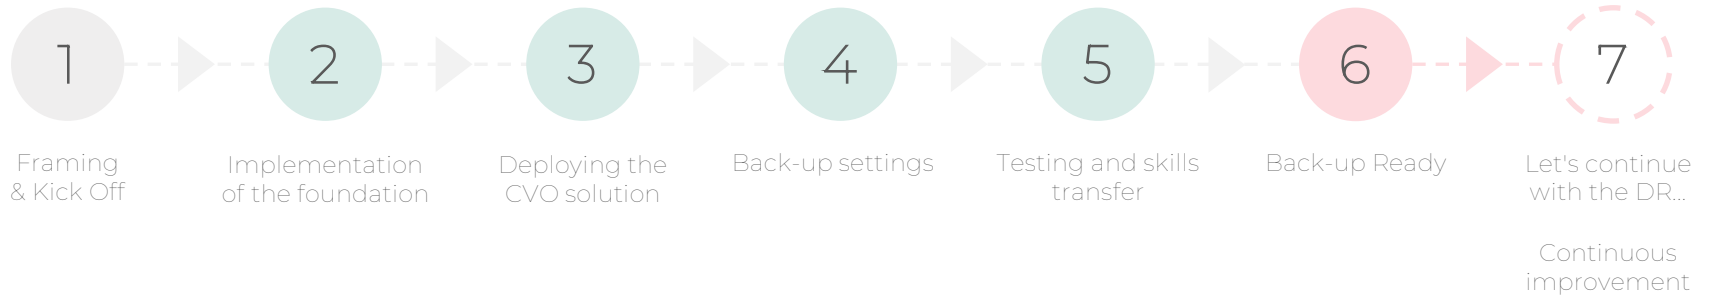 1
2
3
4
5
6
7
Framing
& Kick Off
Implementation
of the foundation
Deploying the
CVO solution
Back-up settings
Testing and skills
transfer
Back-up Ready
Let's continue
with the DR...
Continuous
improvement